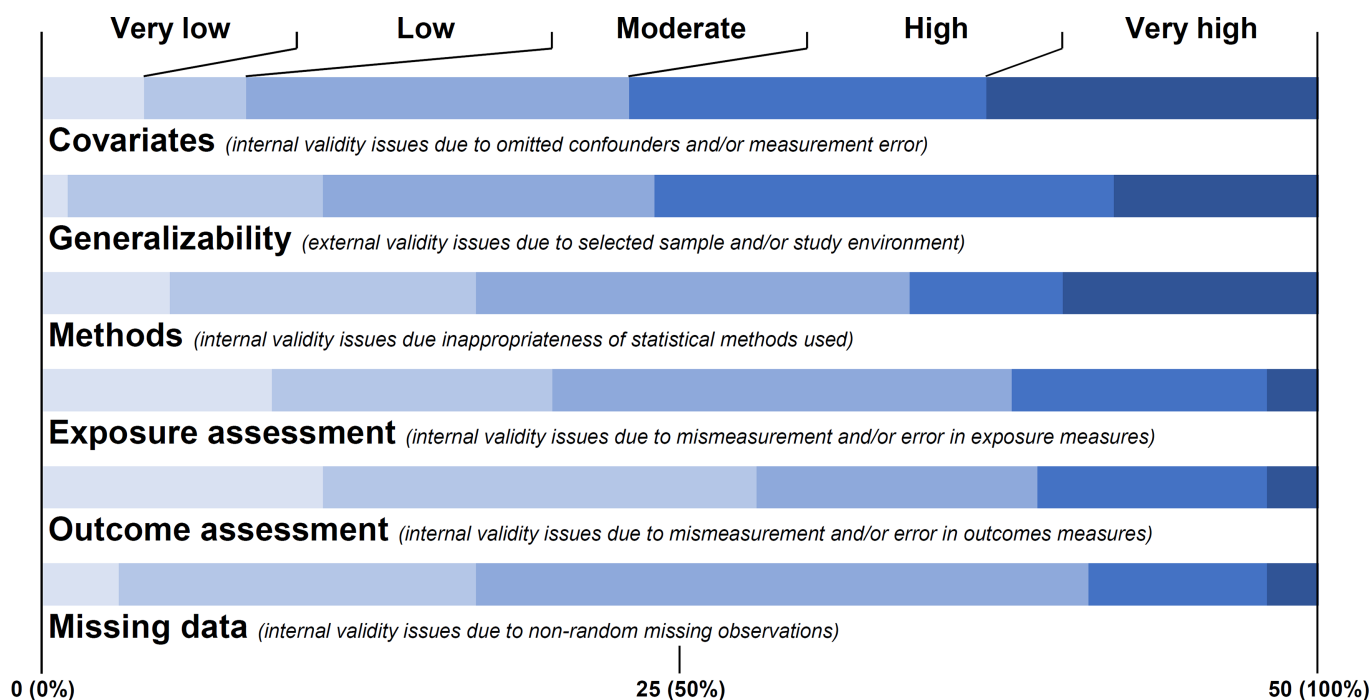 Very low Low Moderate High Very high
Covariates (internal validity issues due to omitted confounders and/or measurement error)
Generalizability (external validity issues due to selected sample and/or study environment)
Methods (internal validity issues due inappropriateness of statistical methods used)
Exposure assessment (internal validity issues due to mismeasurement and/or error in exposure measures)
Outcome assessment (internal validity issues due to mismeasurement and/or error in outcomes measures)
Missing data (internal validity issues due to non-random missing observations)
0 (0%) 25 (50%) 50 (100%)